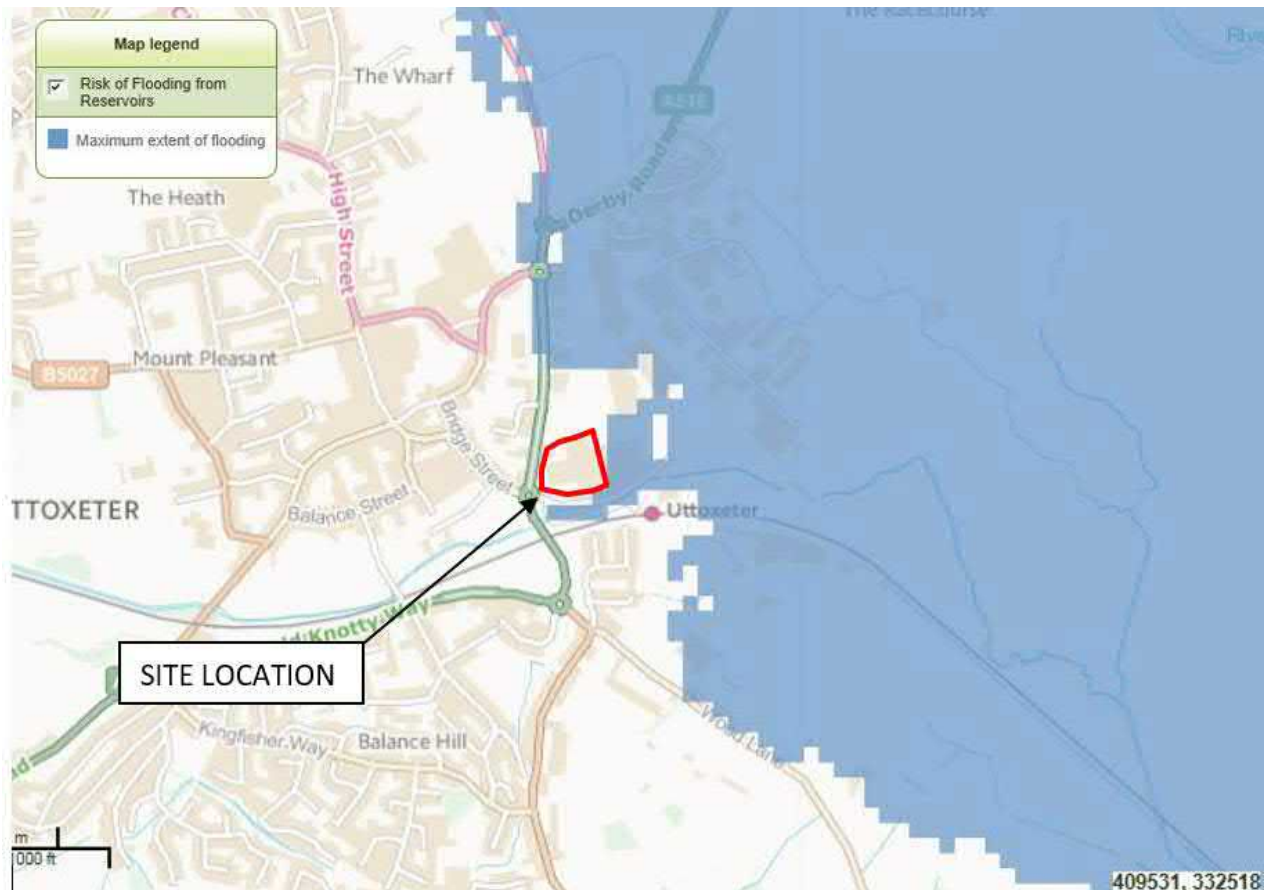 Map legend
Risk of Flooding from
Reservoirs
Maximum extent of flooding
The Racecourse
The Wharf
The Heath
High Street
Derby Road
Mount Pleasant
B5027
Bridge Street
TTOXETER
Balance Street
Uttoxeter
Knotty Way
SITE LOCATION
Kingfisher Way
Balance Hill
Wood Lane
m
000 ft
409531, 332518